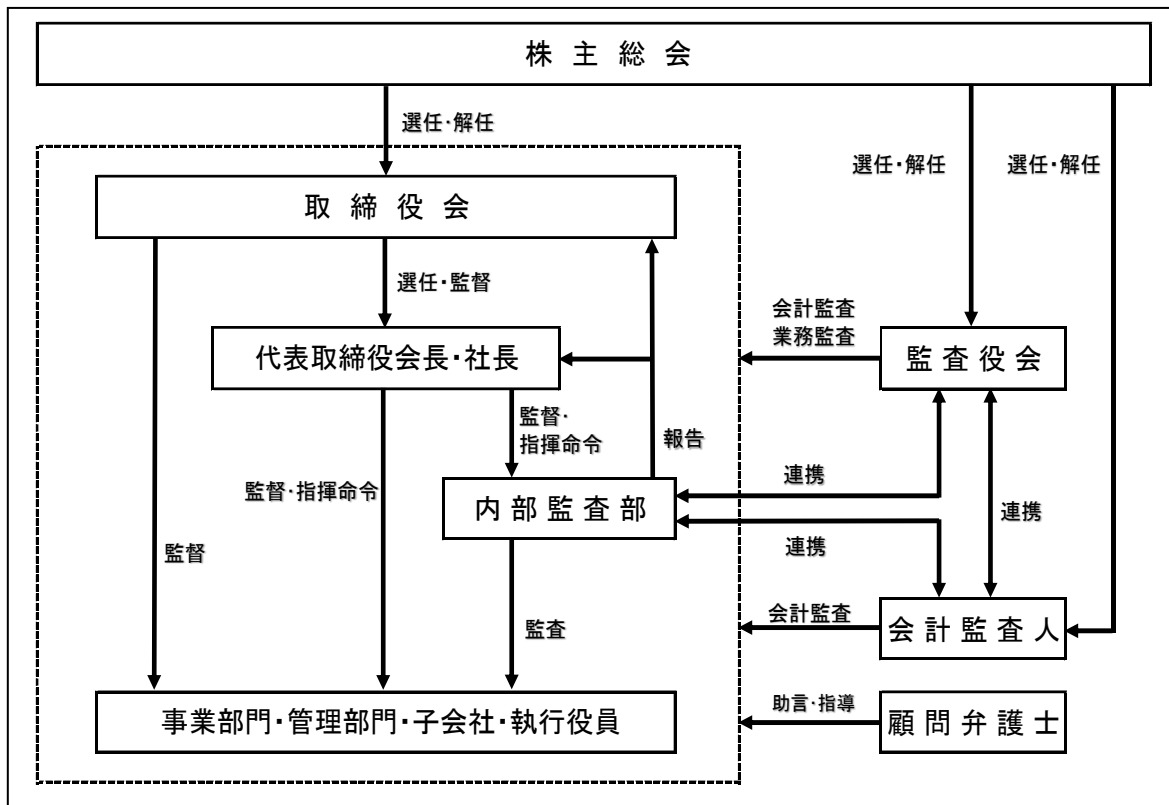 株主総会
選任・解任
選任・解任
選任・解任
取締役会
選任・監督
会計監査
業務監査
代表取締役会長・社長
監査役会
監督・
指揮命令
報告
監督・指揮命令
連携
内部監査部
連携
連携
監督
監査
会計監査
会計監査人
事業部門・管理部門・子会社・執行役員
助言・指導
顧問弁護士